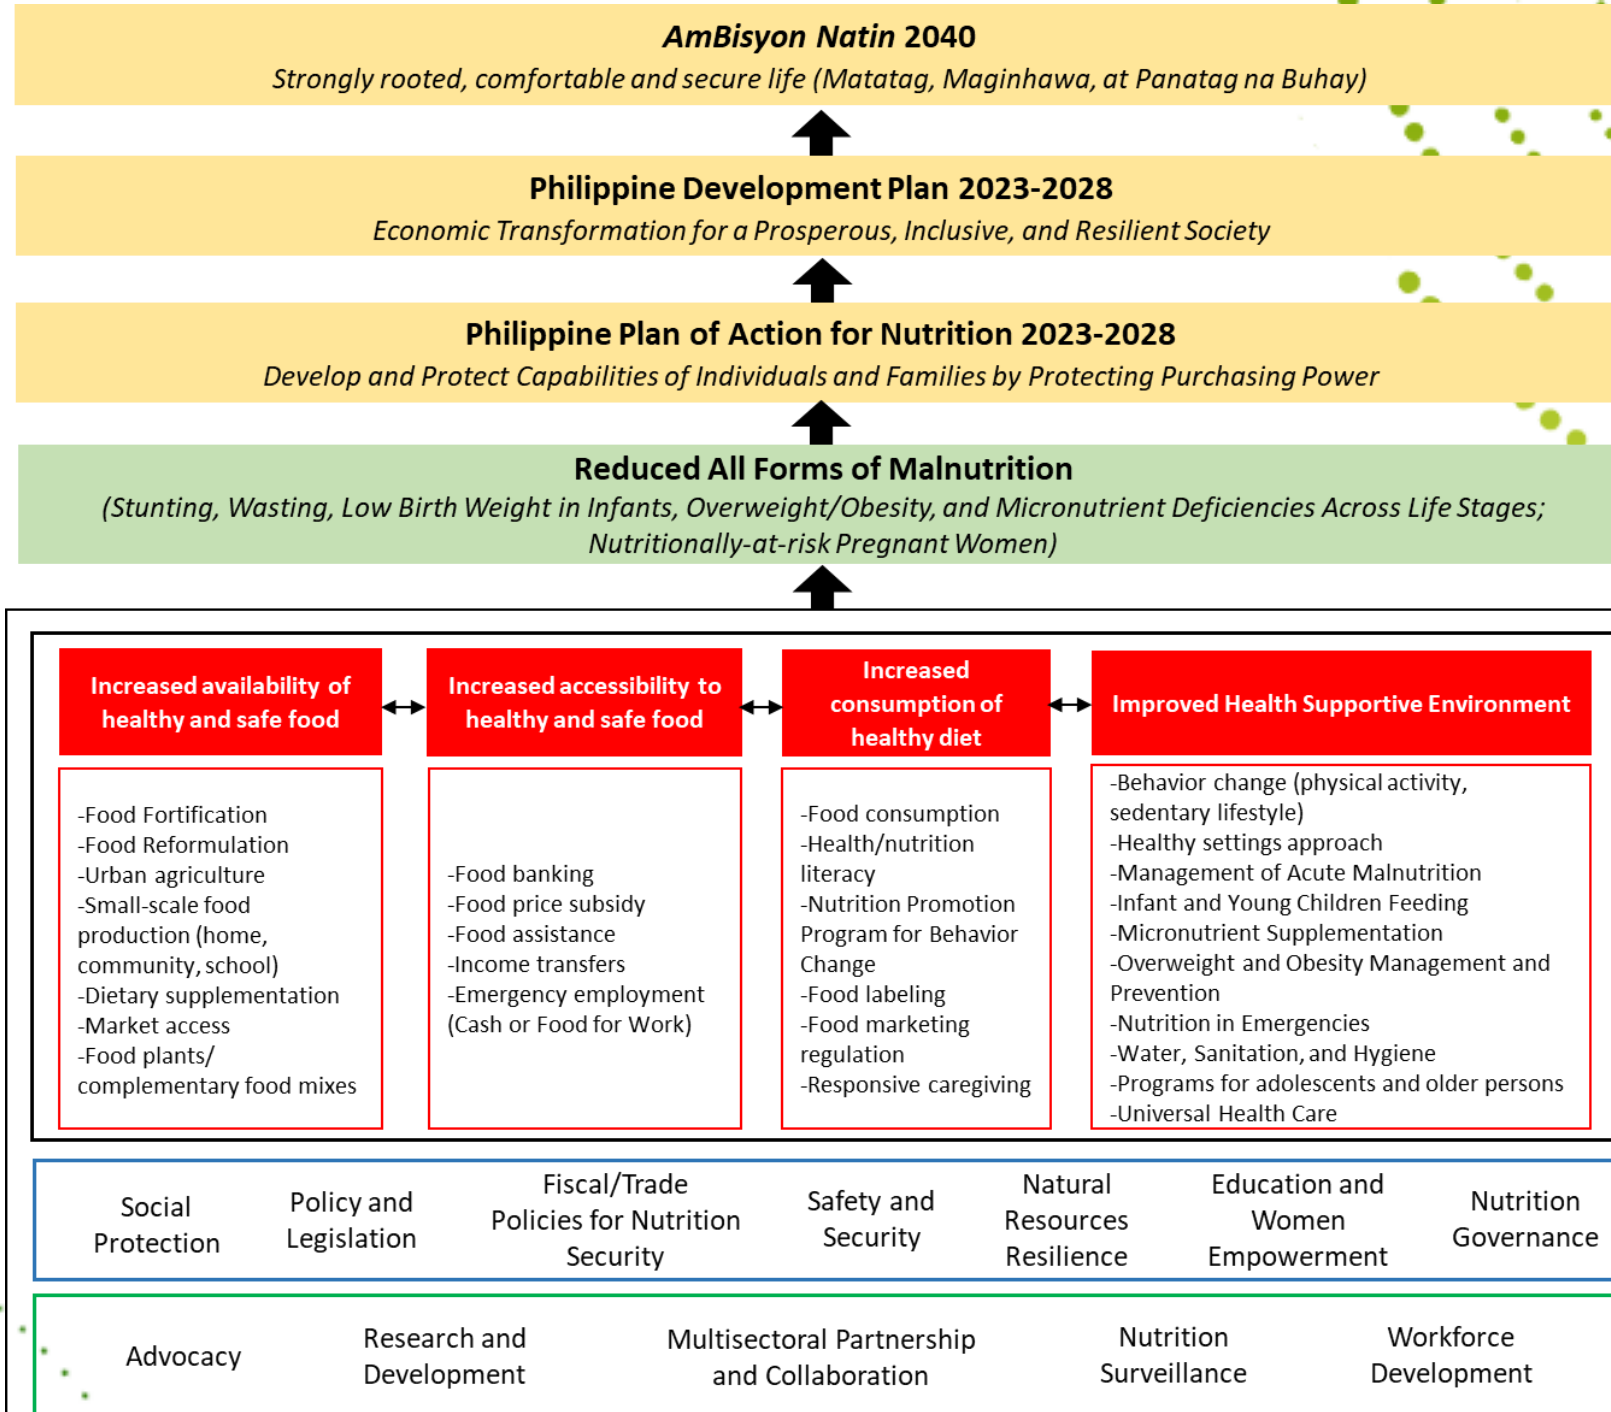 AmBisyon Natin 2040
Strongly rooted, comfortable and secure life (Matatag, Maginhawa, at Panatag na Buhay)
Philippine Development Plan 2023-2028
Economic Transformation for a Prosperous, Inclusive, and Resilient Society
Philippine Plan of Action for Nutrition 2023-2028
Develop and Protect Capabilities of Individuals and Families by Protecting Purchasing Power
Reduced All Forms of Malnutrition
(Stunting, Wasting, Low Birth Weight in Infants, Overweight/Obesity, and Micronutrient Deficiencies Across Life Stages;
Nutritionally-at-risk Pregnant Women)
Increased availability of
healthy and safe food
-Food Fortification
-Food Reformulation
-Urban agriculture
-Small-scale food
production (home,
community, school)
-Dietary supplementation
-Market access
-Food plants/
complementary food mixes
Increased accessibility to
healthy and safe food
-Food banking
-Food price subsidy
-Food assistance
-Income transfers
-Emergency employment
(Cash or Food for Work)
Increased
consumption of
healthy diet
-Food consumption
-Health/nutrition
literacy
-Nutrition Promotion
Program for Behavior
Change
-Food labeling
-Food marketing
regulation
-Responsive caregiving
Improved Health Supportive Environment
-Behavior change (physical activity,
sedentary lifestyle)
-Healthy settings approach
-Management of Acute Malnutrition
-Infant and Young Children Feeding
-Micronutrient Supplementation
-Overweight and Obesity Management and
Prevention
-Nutrition in Emergencies
-Water, Sanitation, and Hygiene
-Programs for adolescents and older persons
-Universal Health Care
Social
Protection
Policy and
Legislation
Fiscal/Trade
Policies for Nutrition
Security
Safety and
Security
Natural
Resources
Resilience
Education and
Women
Empowerment
Nutrition
Governance
Advocacy
Research and
Development
Multisectoral Partnership
and Collaboration
Nutrition
Surveillance
Workforce
Development